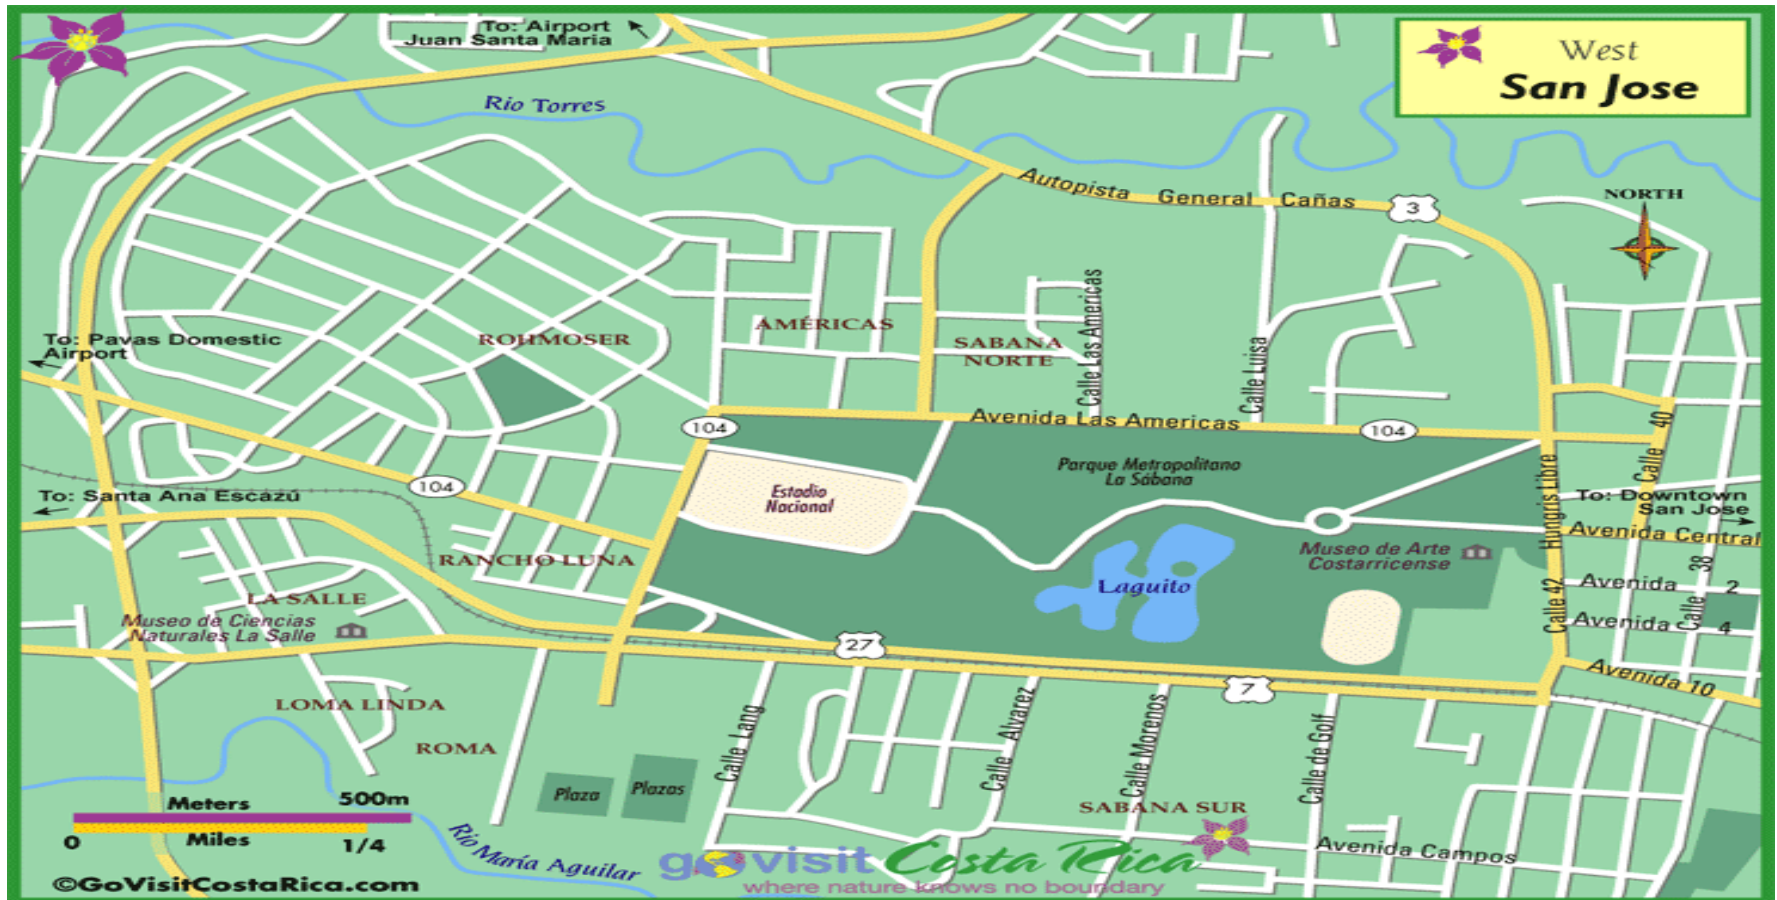 To: Airport
Juan Santa Maria
West
San Jose
Rio Torres
Autopista General Cañas
3
NORTH
To: Pavas Domestic
Airport
ROHMOSER
ÁMÉRICAS
SABANA
NORTE
Calle Las Americas
Calle Luisa
104
Avenida Las Americas
104
Calle 40
104
Parque Metropolitano
La Sábana
Estadio
Nacional
Hungris Libre
To: Santa Ana Escazú
To: Downtown
San Jose
Avenida Central
Museo de Arte
Costarricense
RANCHO LUNA
Laguito
Calle 38
Avenida 2
LA SALLE
Museo de Ciencias
Naturales La Salle
Calle 42
Avenida 4
27
7
Avenida 10
LOMA LINDA
ROMA
Calle Lang
Calle Alvarez
Calle Morenos
Calle de Golf
Plaza
Plazas
Meters 500m
0 Miles 1/4
SABANA SUR
Río María Aguilar
Avenida Campos
govisit Costa Rica
where nature knows no boundary
©GoVisitCostaRica.com